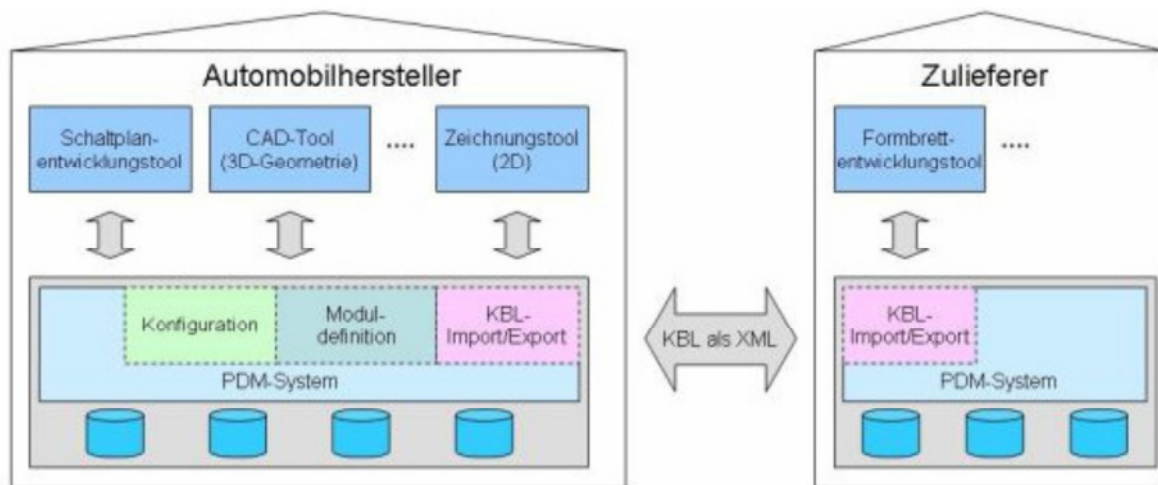 Automobilhersteller
Schaltplan-
entwicklungstool
CAD-Tool
(3D-Geometrie)
....
Zeichnungstool
(2D)
Konfiguration
Modul-
definition
KBL-
Import/Export
PDM-System
KBL als XML
Zulieferer
Formbrett-
entwicklungstool
....
KBL-
Import/Export
PDM-System